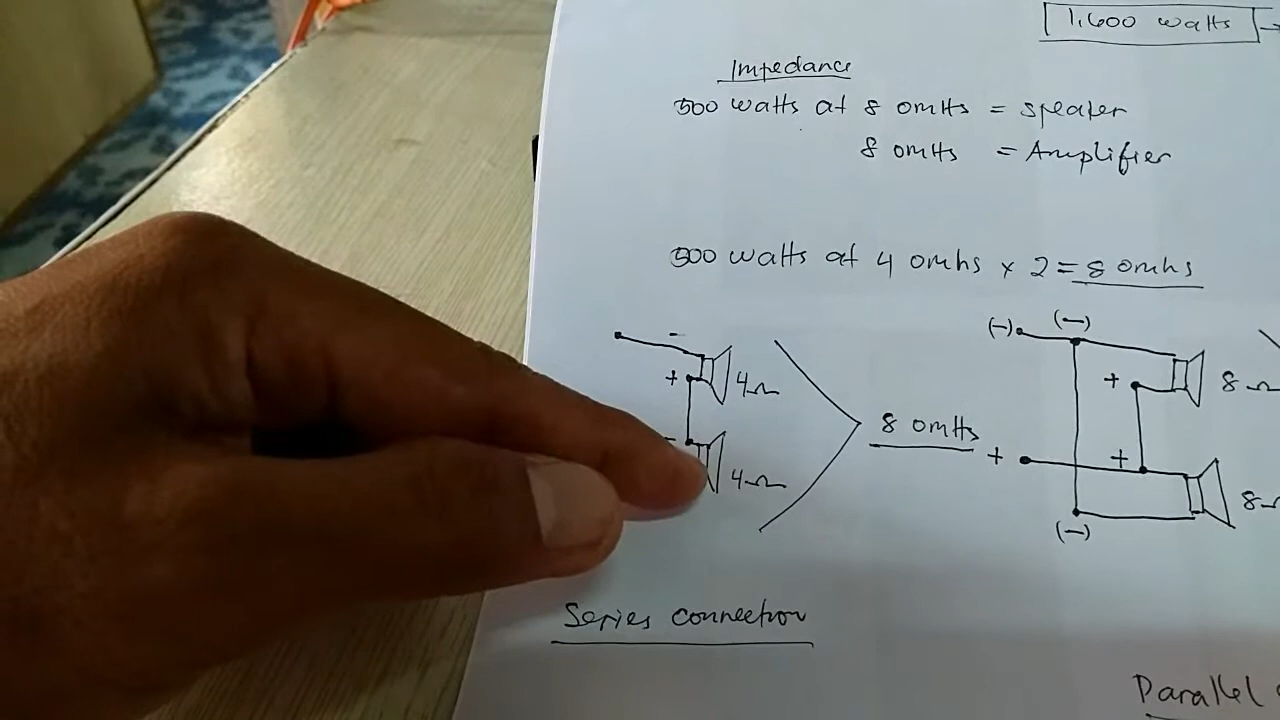 1,600 watts
Impedance
500 watts at 8 omHs = speaker
8 omHs = Amplifier
500 watts at 4 omhs x 2 = 8 omhs
-
+ 4Ω
-
4Ω
8 omHs
(-) (-)
+ 8Ω
+ +
8Ω
(-)
Series connection
Parallel